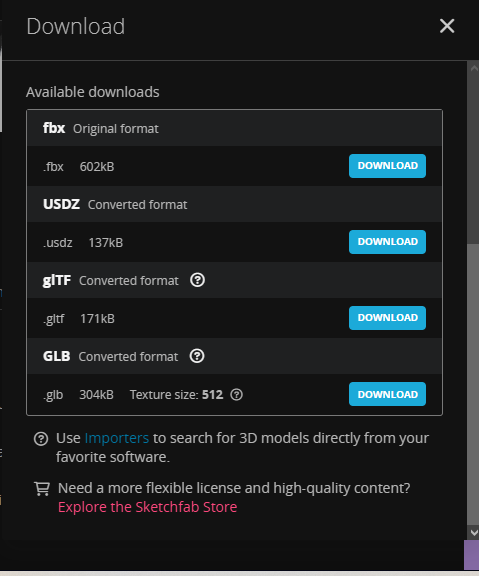 Download
Available downloads
fbx Original format
.fbx 602kB DOWNLOAD
USDZ Converted format
.usdz 137kB DOWNLOAD
glTF Converted format
.gltf 171kB DOWNLOAD
GLB Converted format
.glb 304kB Texture size: 512 DOWNLOAD
Use Importers to search for 3D models directly from your
favorite software.
Need a more flexible license and high-quality content?
Explore the Sketchfab Store